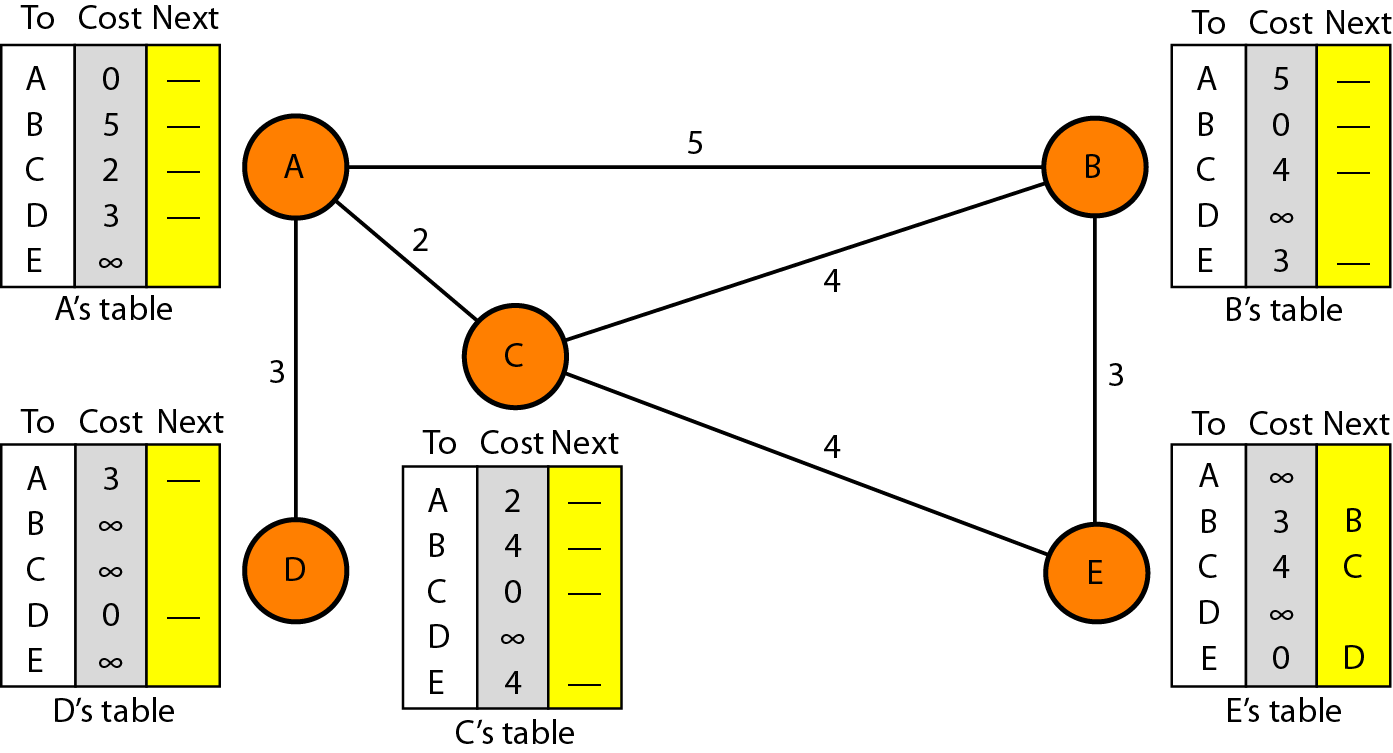 To Cost Next
A 0 —
B 5 —
C 2 —
D 3 —
E ∞
A’s table
To Cost Next
A 5 —
B 0 —
C 4 —
D ∞
E 3 —
B’s table
A
5
B
2
4
C
3
3
4
D
E
To Cost Next
A 3 —
B ∞
C ∞
D 0 —
E ∞
D’s table
To Cost Next
A 2 —
B 4 —
C 0 —
D ∞
E 4 —
C’s table
To Cost Next
A ∞
B 3 B
C 4 C
D ∞
E 0 D
E’s table